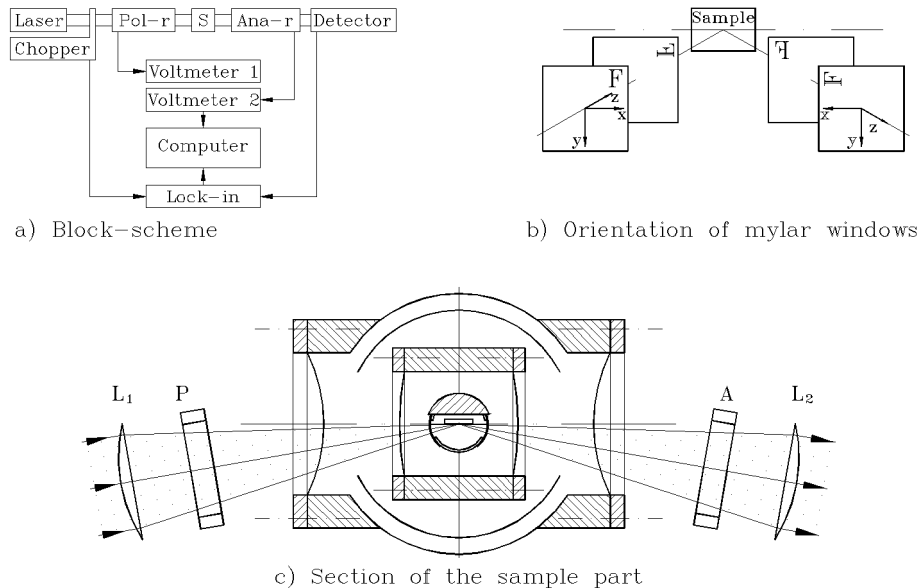 Laser
Pol-r
S
Ana-r
Detector
Chopper
Voltmeter 1
Voltmeter 2
Computer
Lock-in
a) Block-scheme
Sample
F
F
F
F
z
x
y
x
z
y
b) Orientation of mylar windows
L1
P
A
L2
c) Section of the sample part